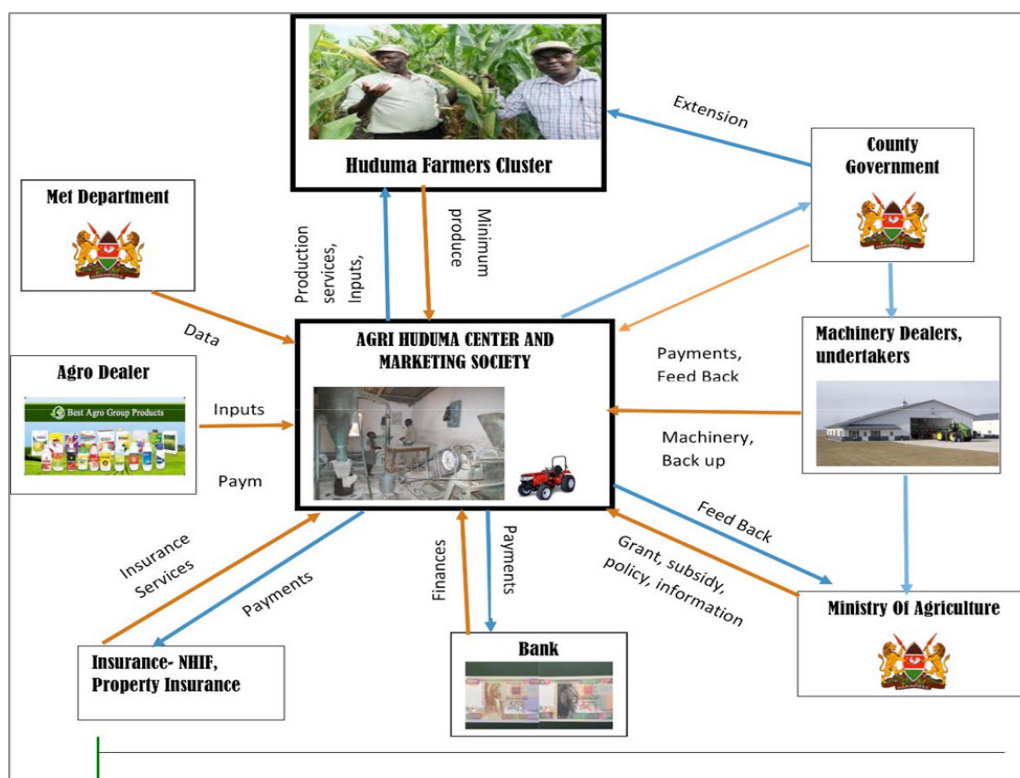 Huduma Farmers Cluster
Extension
County
Government
Met Department
Production
services,
Inputs,
Minimum
produce
Data
AGRI HUDUMA CENTER AND
MARKETING SOCIETY
Payments,
Feed Back
Machinery Dealers,
undertakers
Agro Dealer
Best Agro Group Products
Inputs
Paym
Machinery,
Back up
Insurance
Services
Payments
Finances
Payments
Feed Back
Grant, subsidy,
policy, information
Ministry Of Agriculture
Insurance- NHIF,
Property Insurance
Bank